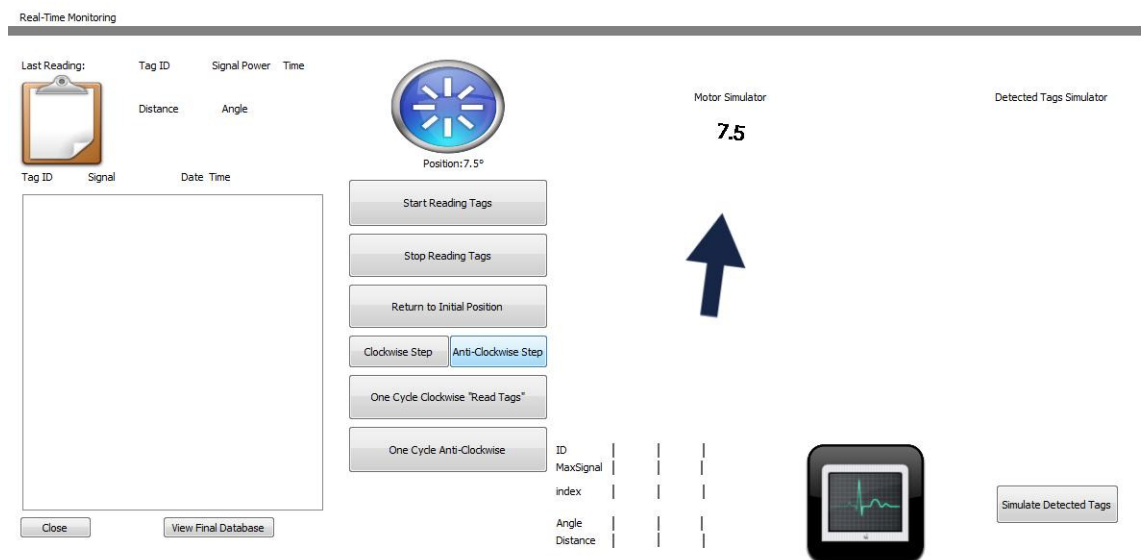 Real-Time Monitoring
Last Reading: Tag ID Signal Power Time
Distance Angle
Tag ID Signal Date Time
Position:7.5°
Start Reading Tags
Stop Reading Tags
Return to Initial Position
Clockwise Step Anti-Clockwise Step
One Cycle Clockwise "Read Tags"
One Cycle Anti-Clockwise
Close View Final Database
Motor Simulator
7.5
ID | | |
MaxSignal | | |
index | | |
Angle | | |
Distance | | |
Detected Tags Simulator
Simulate Detected Tags